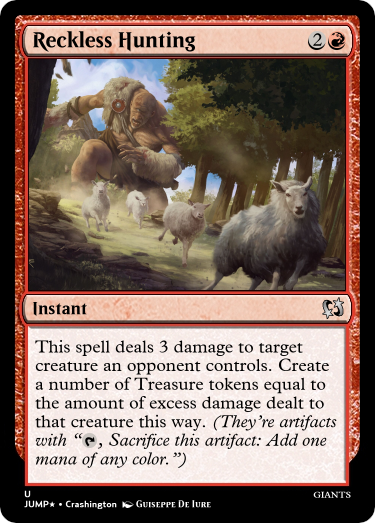 Reckless Hunting
2
Instant
This spell deals 3 damage to target
creature an opponent controls. Create
a number of Treasure tokens equal to
the amount of excess damage dealt to
that creature this way. (They're artifacts
with “, Sacrifice this artifact: Add one
mana of any color.”)
U
JUMP★ • Crashington Guiseppe De Iure
GIANTS